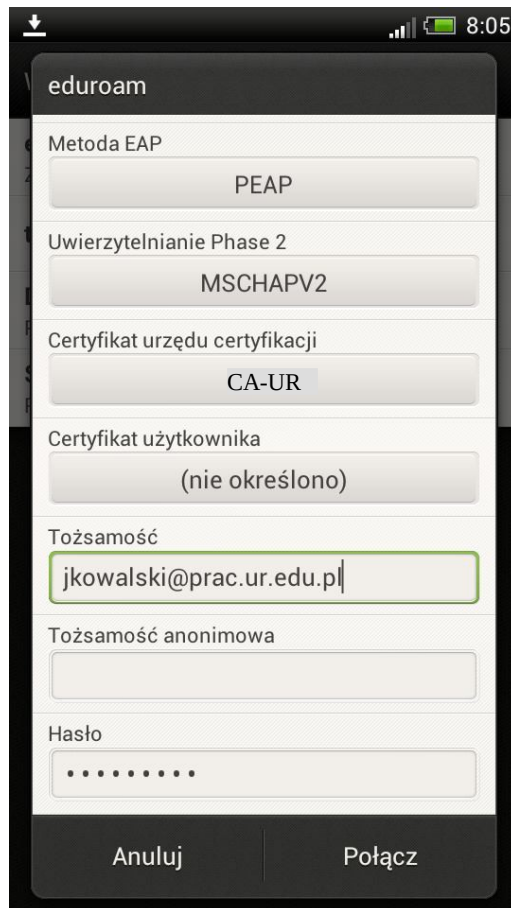 8:05
eduroam
Metoda EAP
PEAP
Uwierzytelnianie Phase 2
MSCHAPV2
Certyfikat urzędu certyfikacji
CA-UR
Certyfikat użytkownika
(nie określono)
Tożsamość
jkowalski@prac.ur.edu.pl
Tożsamość anonimowa
Hasło
•••••••••
Anuluj Połącz